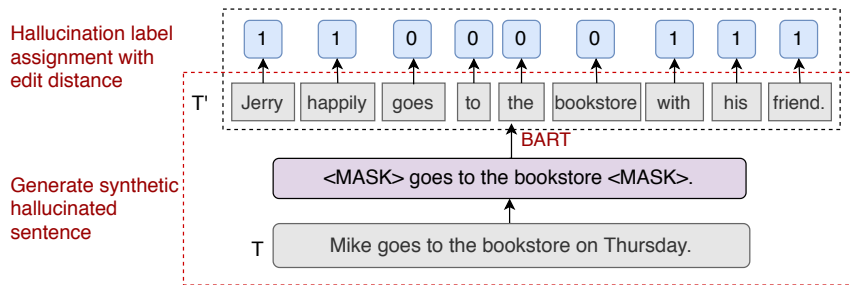 Hallucination label
assignment with
edit distance
1 1 0 0 0 0 1 1 1
T' Jerry happily goes to the bookstore with his friend.
BART
Generate synthetic
hallucinated
sentence
<MASK> goes to the bookstore <MASK>.
T Mike goes to the bookstore on Thursday.